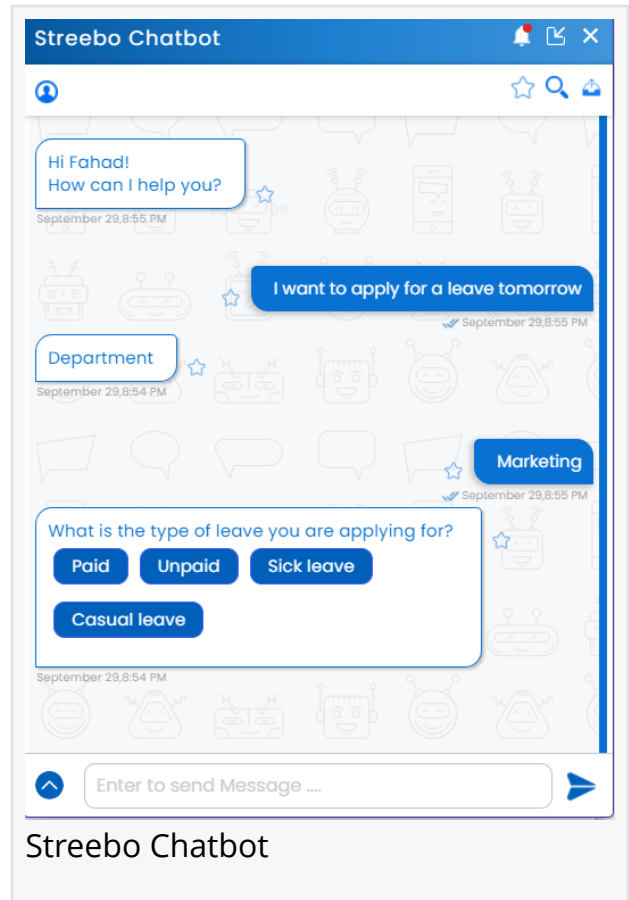 Streebo Chatbot
Hi Fahad!
How can I help you?
September 29,8:55 PM
I want to apply for a leave tomorrow
September 29,8:55 PM
Department
September 29,8:54 PM
Marketing
September 29,8:55 PM
What is the type of leave you are applying for?
Paid Unpaid Sick leave
Casual leave
September 29,8:54 PM
Enter to send Message ....
Streebo Chatbot